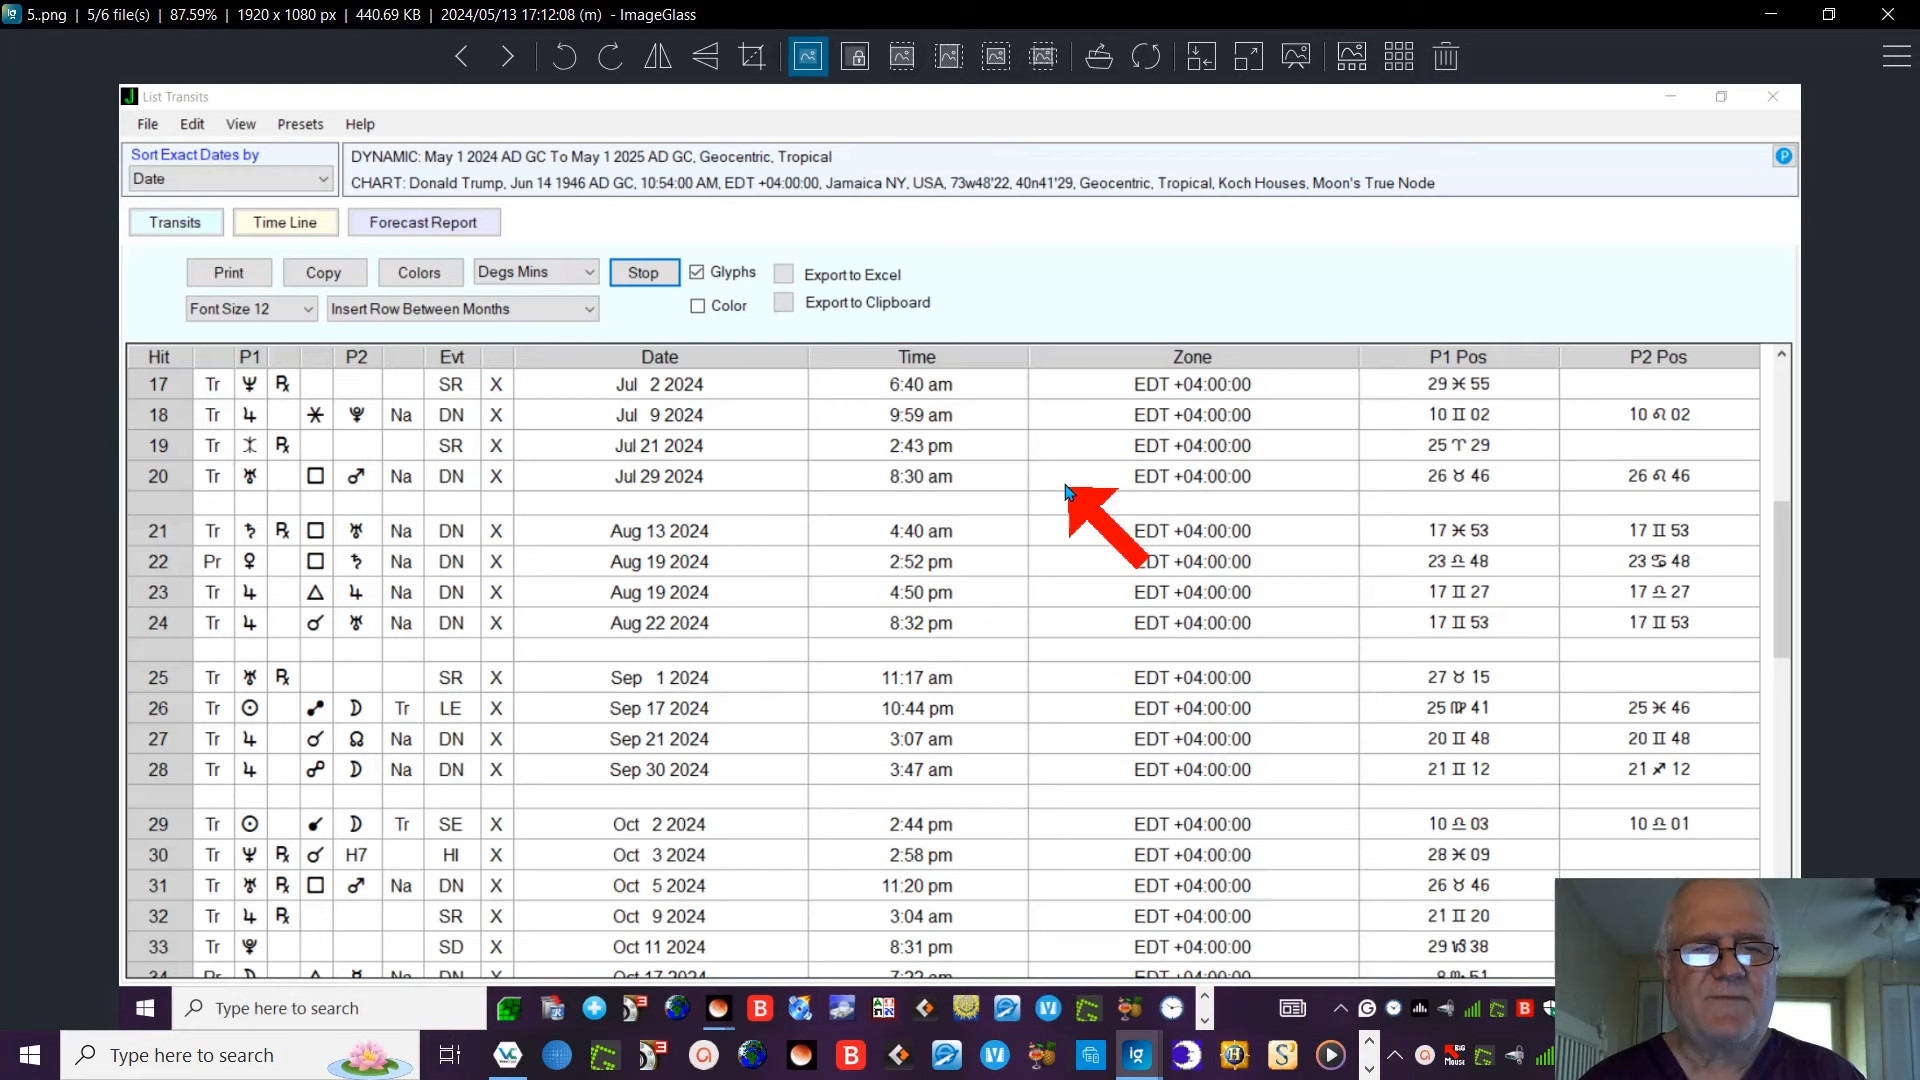 5..png | 5/6 file(s) | 87.59% | 1920 x 1080 px | 440.69 KB | 2024/05/13 17:12:08 (m) - ImageGlass
List Transits
File Edit View Presets Help
Sort Exact Dates by
Date
DYNAMIC: May 1 2024 AD GC To May 1 2025 AD GC, Geocentric, Tropical
CHART: Donald Trump, Jun 14 1946 AD GC, 10:54:00 AM, EDT +04:00:00, Jamaica NY, USA, 73w48'22, 40n41'29, Geocentric, Tropical, Koch Houses, Moon's True Node
P
Transits Time Line Forecast Report
Print Copy Colors Degs Mins Stop Glyphs Export to Excel
Font Size 12 Insert Row Between Months Color Export to Clipboard
Hit P1 P2 Evt Date Time Zone P1 Pos P2 Pos
17 Tr ♆ ℞ SR X Jul 2 2024 6:40 am EDT +04:00:00 29 ♓ 55
18 Tr ♃ ⚹ ♇ Na DN X Jul 9 2024 9:59 am EDT +04:00:00 10 ♊ 02 10 ♌ 02
19 Tr ℞ SR X Jul 21 2024 2:43 pm EDT +04:00:00 25 ♈ 29
20 Tr ♅ □ ♂ Na DN X Jul 29 2024 8:30 am EDT +04:00:00 26 ♉ 46 26 ♌ 46
21 Tr ♄ ℞ □ ♅ Na DN X Aug 13 2024 4:40 am EDT +04:00:00 17 ♓ 53 17 ♊ 53
22 Pr ♀ □ ♄ Na DN X Aug 19 2024 2:52 pm EDT +04:00:00 23 ♎ 48 23 ♋ 48
23 Tr ♃ △ ♃ Na DN X Aug 19 2024 4:50 pm EDT +04:00:00 17 ♊ 27 17 ♎ 27
24 Tr ♃ ☌ ♅ Na DN X Aug 22 2024 8:32 pm EDT +04:00:00 17 ♊ 53 17 ♊ 53
25 Tr ♅ ℞ SR X Sep 1 2024 11:17 am EDT +04:00:00 27 ♉ 15
26 Tr ☉ ☍ ☽ Tr LE X Sep 17 2024 10:44 pm EDT +04:00:00 25 ♍ 41 25 ♓ 46
27 Tr ♃ ☌ ☊ Na DN X Sep 21 2024 3:07 am EDT +04:00:00 20 ♊ 48 20 ♊ 48
28 Tr ♃ ☍ ☽ Na DN X Sep 30 2024 3:47 am EDT +04:00:00 21 ♊ 12 21 ♐ 12
29 Tr ☉ ☌ ☽ Tr SE X Oct 2 2024 2:44 pm EDT +04:00:00 10 ♎ 03 10 ♎ 01
30 Tr ♆ ℞ ☌ H7 HI X Oct 3 2024 2:58 pm EDT +04:00:00 28 ♓ 09
31 Tr ♅ ℞ □ ♂ Na DN X Oct 5 2024 11:20 pm EDT +04:00:00 26 ♉ 46
32 Tr ♃ ℞ SR X Oct 9 2024 3:04 am EDT +04:00:00 21 ♊ 20
33 Tr ♇ SD X Oct 11 2024 8:31 pm EDT +04:00:00 29 ♑ 38
34 Pr ☽ △ ☿ Na DN X Oct 17 2024 7:22 am EDT +04:00:00 8 ♏ 51
Type here to search
Type here to search